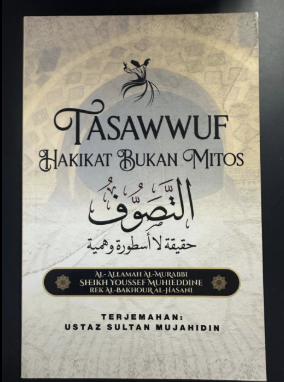 TASAWWUF
HAKIKAT BUKAN MITOS
التَّصَوُّف
حقيقة لا أسطورة وهمية
AL-ALLAMAH AL-MURABBI
SHEIKH YOUSSEF MUHIEDDINE
REK AL-BAKHOUR AL-HASANI
TERJEMAHAN:
USTAZ SULTAN MUJAHIDIN